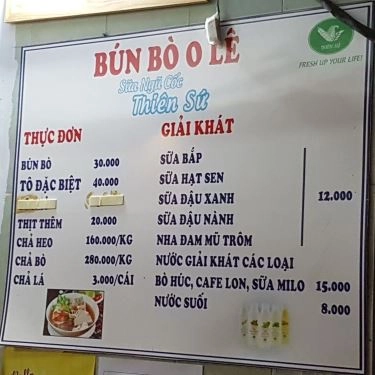 BÚN BÒ O LÊ
Sữa Ngũ Cốc
Thiên Sứ
THIÊN SỨ
FRESH UP YOUR LIFE!
THỰC ĐƠN
BÚN BÒ 30.000
TÔ ĐẶC BIỆT 40.000
THỊT THÊM 20.000
CHẢ HEO 160.000/KG
CHẢ BÒ 280.000/KG
CHẢ LÁ 3.000/CÁI
GIẢI KHÁT
SỮA BẮP
SỮA HẠT SEN
SỮA ĐẬU XANH
SỮA ĐẬU NÀNH
NHA ĐAM MŨ TRÔM
12.000
NƯỚC GIẢI KHÁT CÁC LOẠI
BÒ HÚC, CAFE LON, SỮA MILO 15.000
NƯỚC SUỐI 8.000